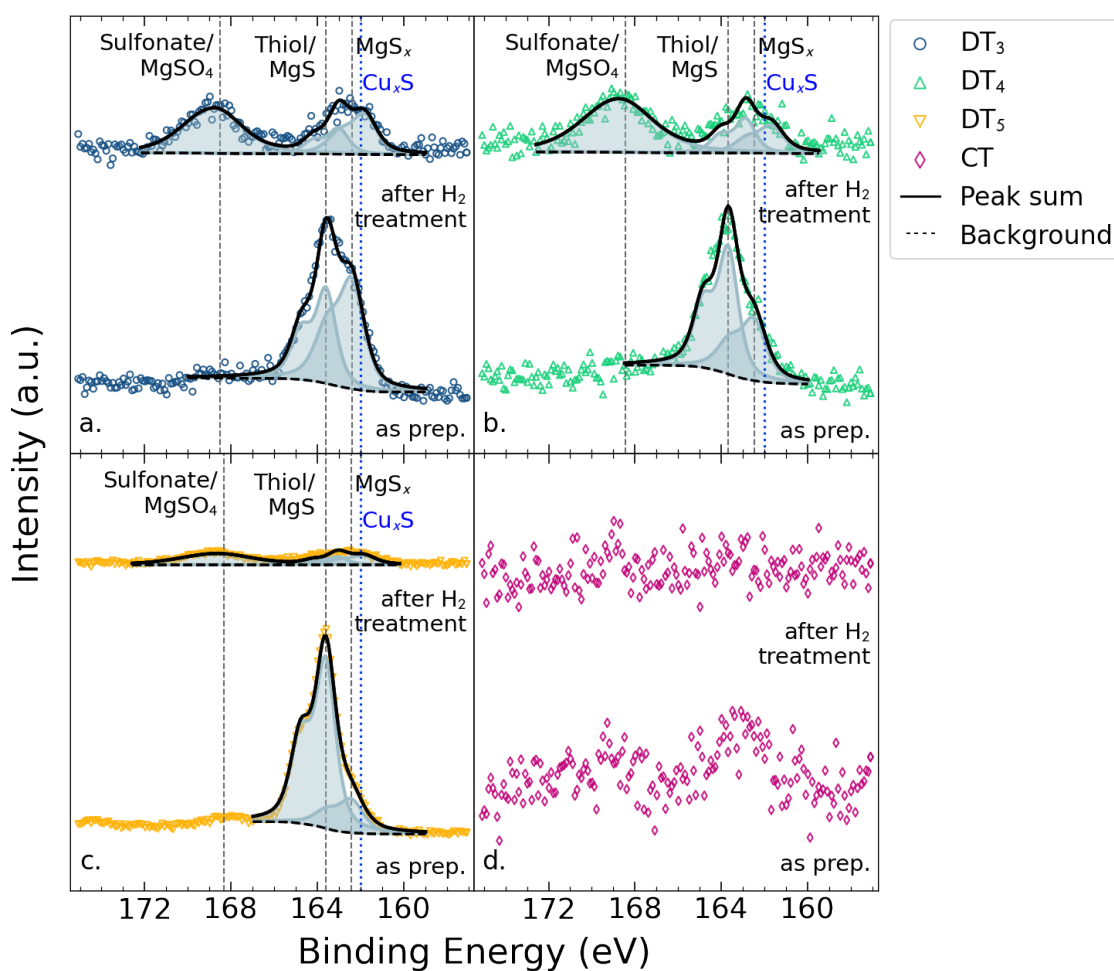 Sulfonate/
MgSO₄
Thiol/
MgS
MgSₓ
CuₓS
after H₂
treatment
a.
as prep.
Sulfonate/
MgSO₄
Thiol/
MgS
MgSₓ
CuₓS
after H₂
treatment
b.
as prep.
DT₃
DT₄
DT₅
CT
Peak sum
Background
Sulfonate/
MgSO₄
Thiol/
MgS
MgSₓ
CuₓS
after H₂
treatment
c.
as prep.
after H₂
treatment
d.
as prep.
172 168 164 160 172 168 164 160
Binding Energy (eV)
Intensity (a.u.)